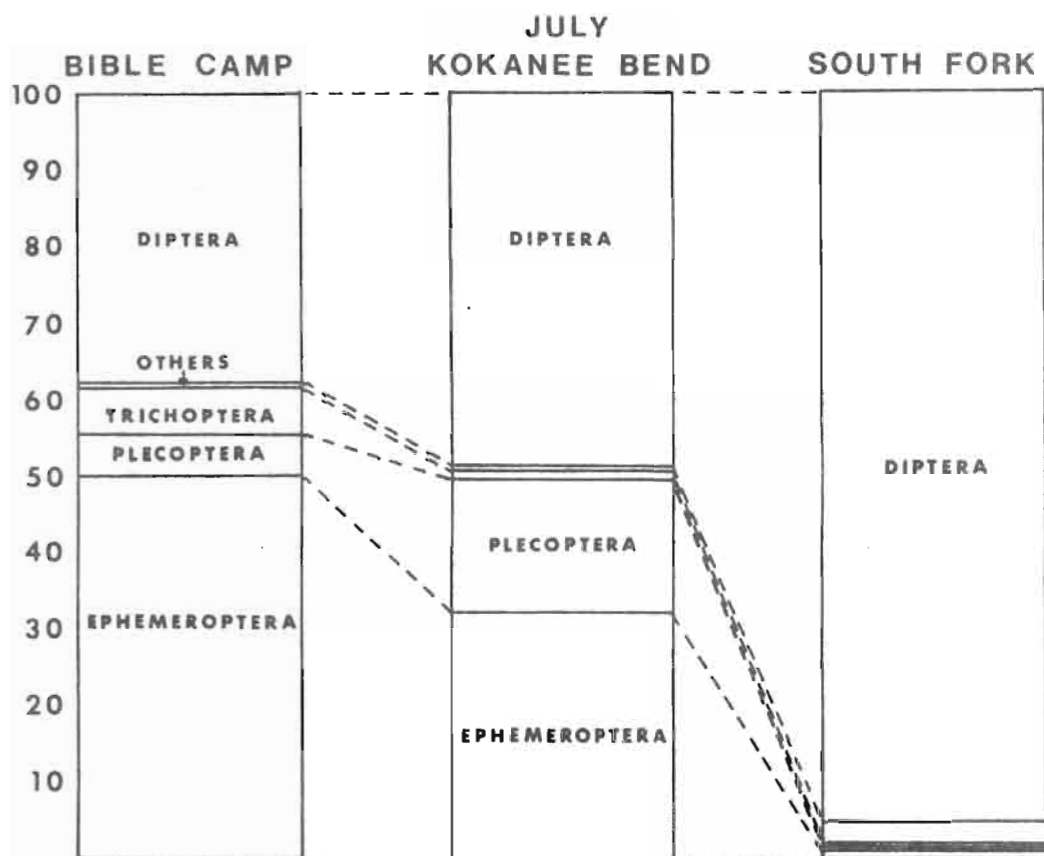 JULY
BIBLE CAMP KOKANEE BEND SOUTH FORK
100
90
80 DIPTERA DIPTERA
70
OTHERS
60
TRICHOPTERA
PLECOPTERA
50 DIPTERA
40 PLECOPTERA
30 EPHEMEROPTERA
20
EPHEMEROPTERA
10